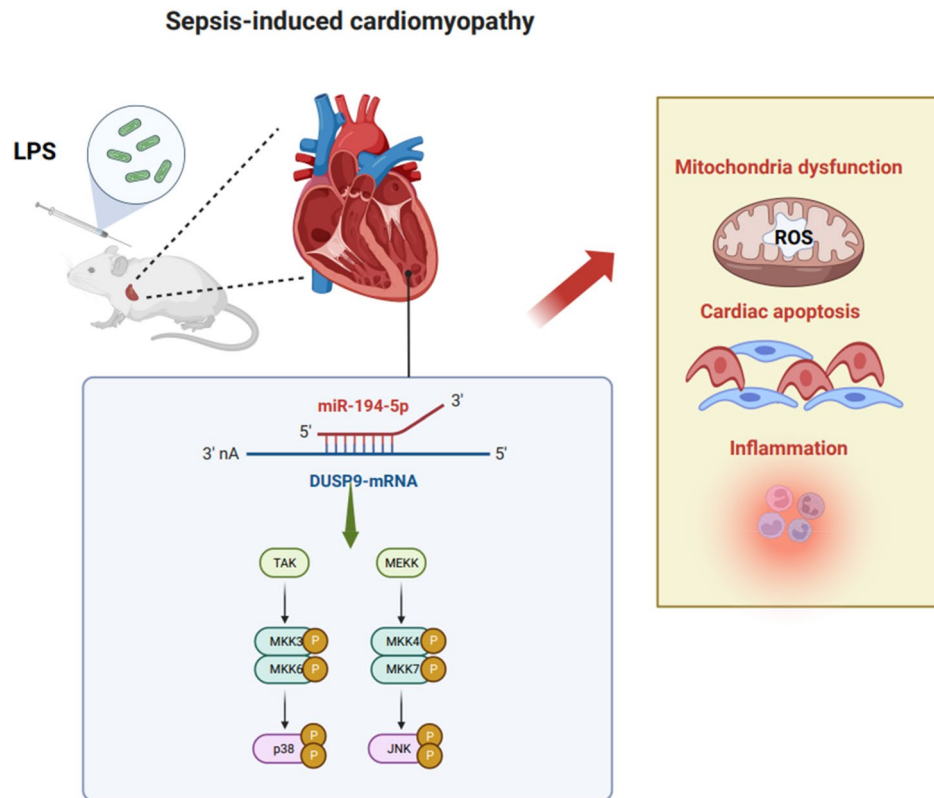 Sepsis-induced cardiomyopathy
LPS
Mitochondria dysfunction
ROS
Cardiac apoptosis
Inflammation
miR-194-5p
3'
5'
3' nA
5'
DUSP9-mRNA
TAK
MEKK
MKK3 P
MKK4 P
MKK6 P
MKK7 P
P
P
p38
P
JNK
P